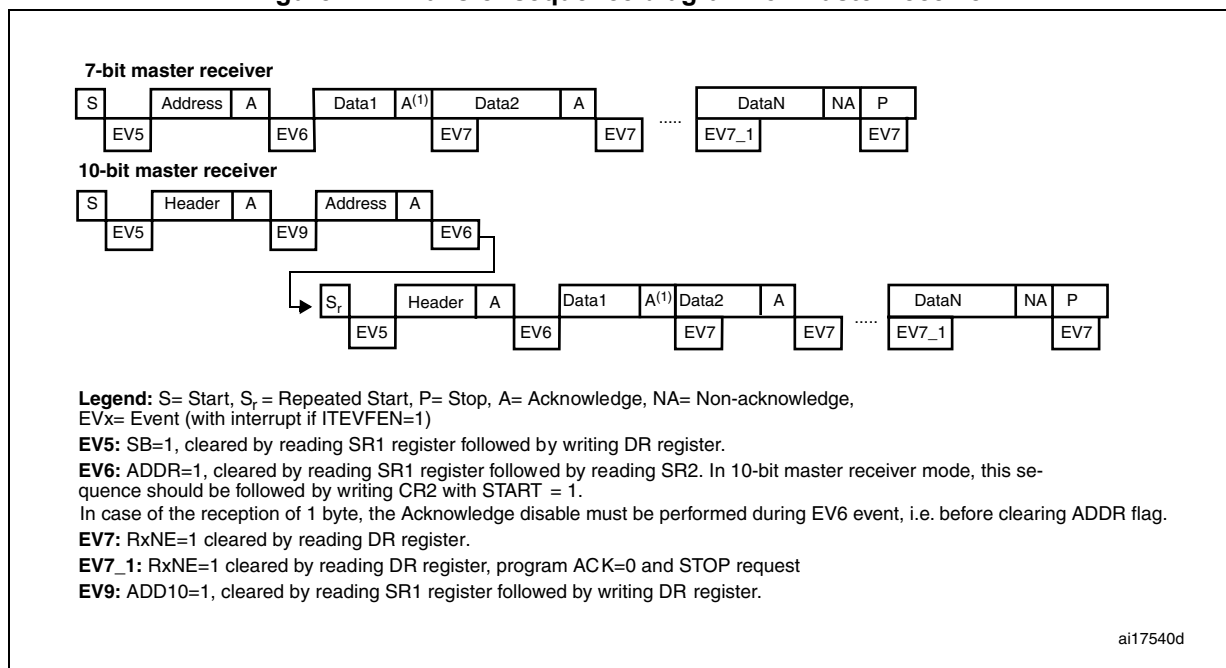 7-bit master receiver
S Address A Data1 A(1) Data2 A ..... DataN NA P
EV5 EV6 EV7 EV7 EV7_1 EV7
10-bit master receiver
S Header A Address A
EV5 EV9 EV6
Sr Header A Data1 A(1) Data2 A ..... DataN NA P
EV5 EV6 EV7 EV7 EV7_1 EV7
Legend: S= Start, Sr = Repeated Start, P= Stop, A= Acknowledge, NA= Non-acknowledge,
EVx= Event (with interrupt if ITEVFEN=1)
EV5: SB=1, cleared by reading SR1 register followed by writing DR register.
EV6: ADDR=1, cleared by reading SR1 register followed by reading SR2. In 10-bit master receiver mode, this se-
quence should be followed by writing CR2 with START = 1.
In case of the reception of 1 byte, the Acknowledge disable must be performed during EV6 event, i.e. before clearing ADDR flag.
EV7: RxNE=1 cleared by reading DR register.
EV7_1: RxNE=1 cleared by reading DR register, program ACK=0 and STOP request
EV9: ADD10=1, cleared by reading SR1 register followed by writing DR register.
ai17540d